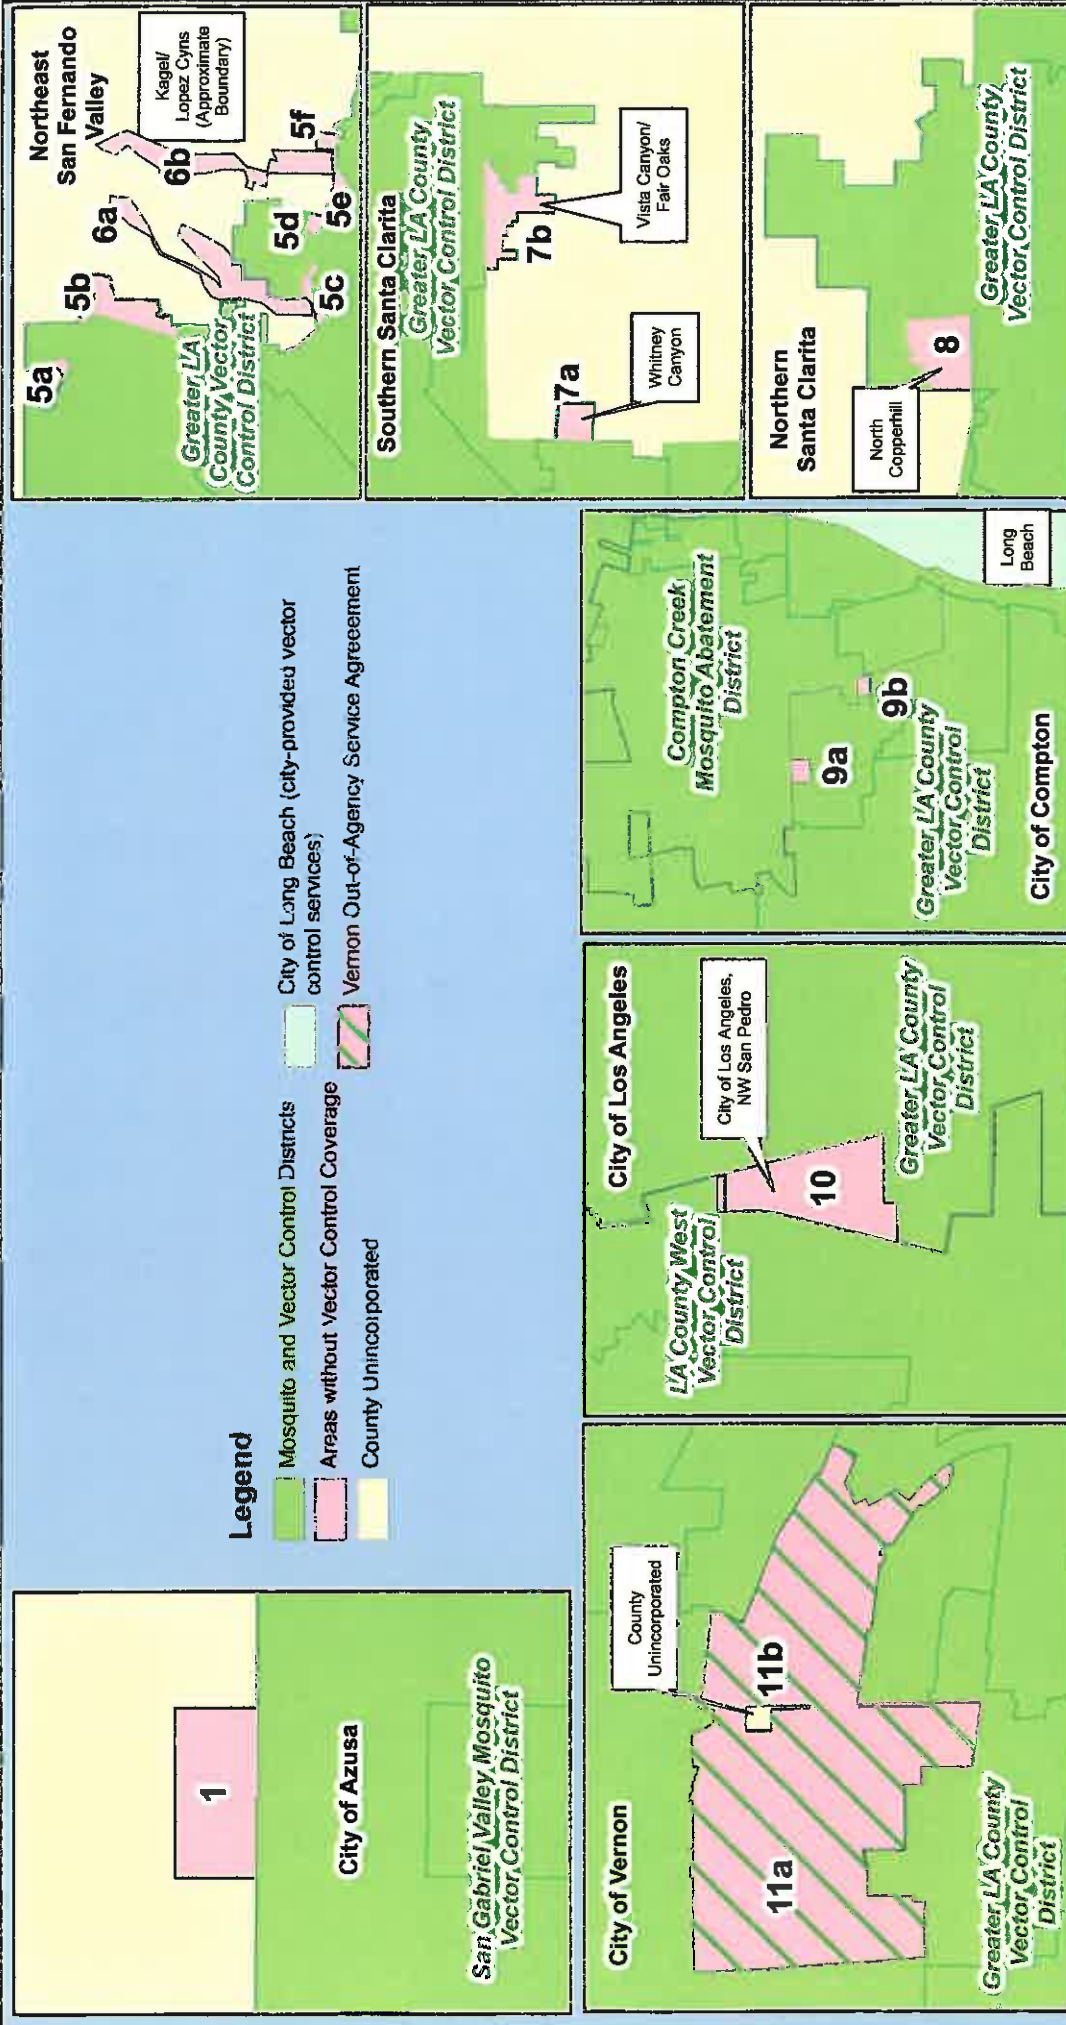 1
City of Azusa
San Gabriel Valley Mosquito
Vector Control District
Legend
Mosquito and Vector Control Districts
Areas without Vector Control Coverage
County Unincorporated
City of Long Beach (city-provided vector
control services)
Vernon Out-of-Agency Service Agreement
Northeast
San Fernando
Valley
Kagel/
Lopez Cyns
(Approximate
Boundary)
5a
5b
6a
6b
5c
5d
5e
5f
Greater LA
County Vector
Control District
Southern Santa Clarita
Greater LA County
Vector Control District
7a
Whitney
Canyon
7b
Vista Canyon/
Fair Oaks
Northern
Santa Clarita
North
Copperhill
8
Greater LA County
Vector Control District
City of Vernon
County
Unincorporated
11a
11b
Greater LA County
Vector Control
District
City of Los Angeles
LA County West
Vector Control
District
City of Los Angeles,
NW San Pedro
10
Greater LA County
Vector Control
District
Compton Creek
Mosquito Abatement
District
9a
9b
Greater LA County
Vector Control
District
Long
Beach
City of Compton